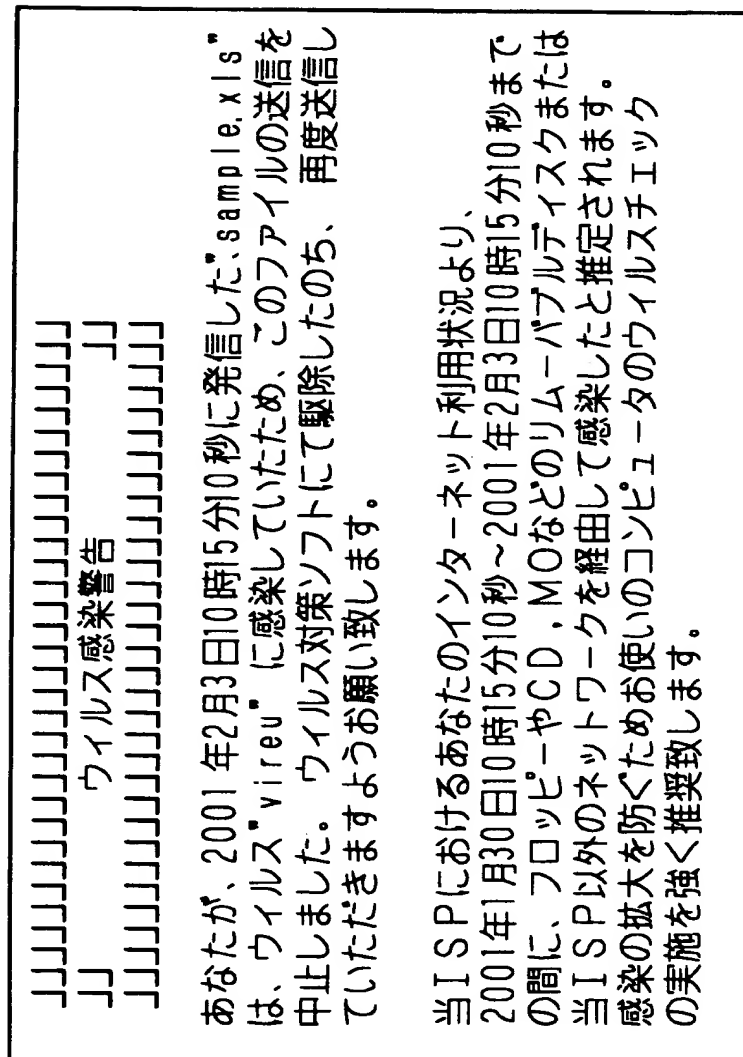 」」」」」」」」」」」」」」」」」」」」」」」
」」 ウィルス感染警告 」」
」」」」」」」」」」」」」」」」」」」」」」」
あなたが、2001年2月3日10時15分10秒に発信した"sample.xls"
は、ウィルス"vireu"に感染していたため、このファイルの送信を
中止しました。 ウィルス対策ソフトにて駆除したのち、 再度送信し
ていただきますようお願い致します。
当ISPにおけるあなたのインターネット利用状況より、
2001年1月30日10時15分10秒~2001年2月3日10時15分10秒まで
の間に、フロッピーやCD,MOなどのリムーバブルディスクまたは
当ISP以外のネットワークを経由して感染したと推定されます。
感染の拡大を防ぐためお使いのコンピュータのウィルスチェック
の実施を強く推奨致します。